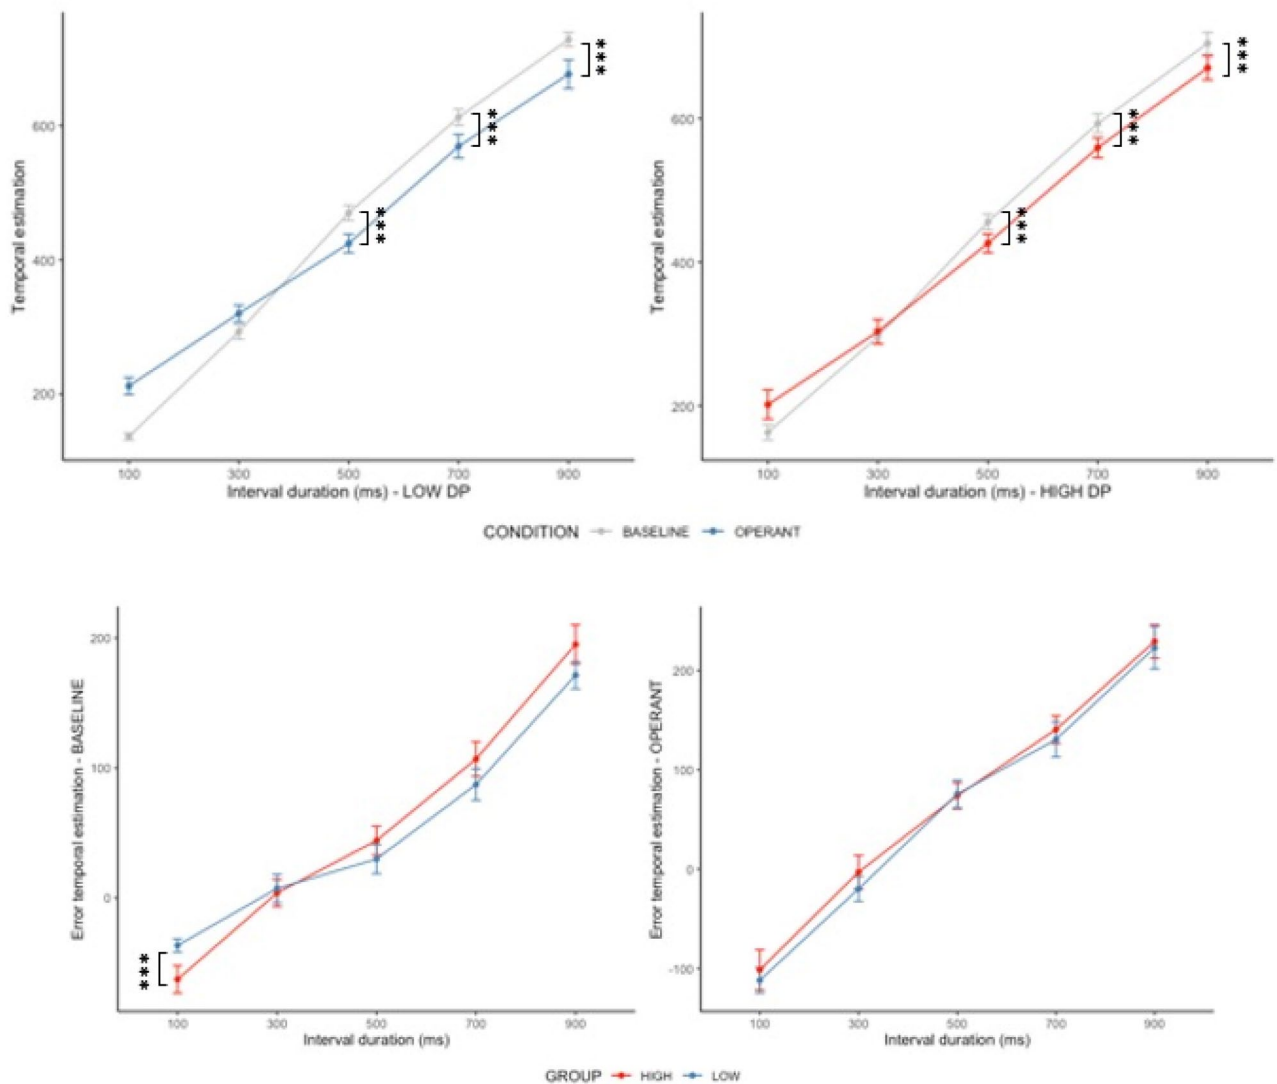 600
400
200
Temporal estimation
***
***
***
100 300 500 700 900
Interval duration (ms) - LOW DP
600
400
200
Temporal estimation
***
***
***
100 300 500 700 900
Interval duration (ms) - HIGH DP
CONDITION BASELINE OPERANT
200
100
0
Error temporal estimation - BASELINE
***
100 300 500 700 900
Interval duration (ms)
200
100
0
-100
Error temporal estimation - OPERANT
100 300 500 700 900
Interval duration (ms)
GROUP HIGH LOW